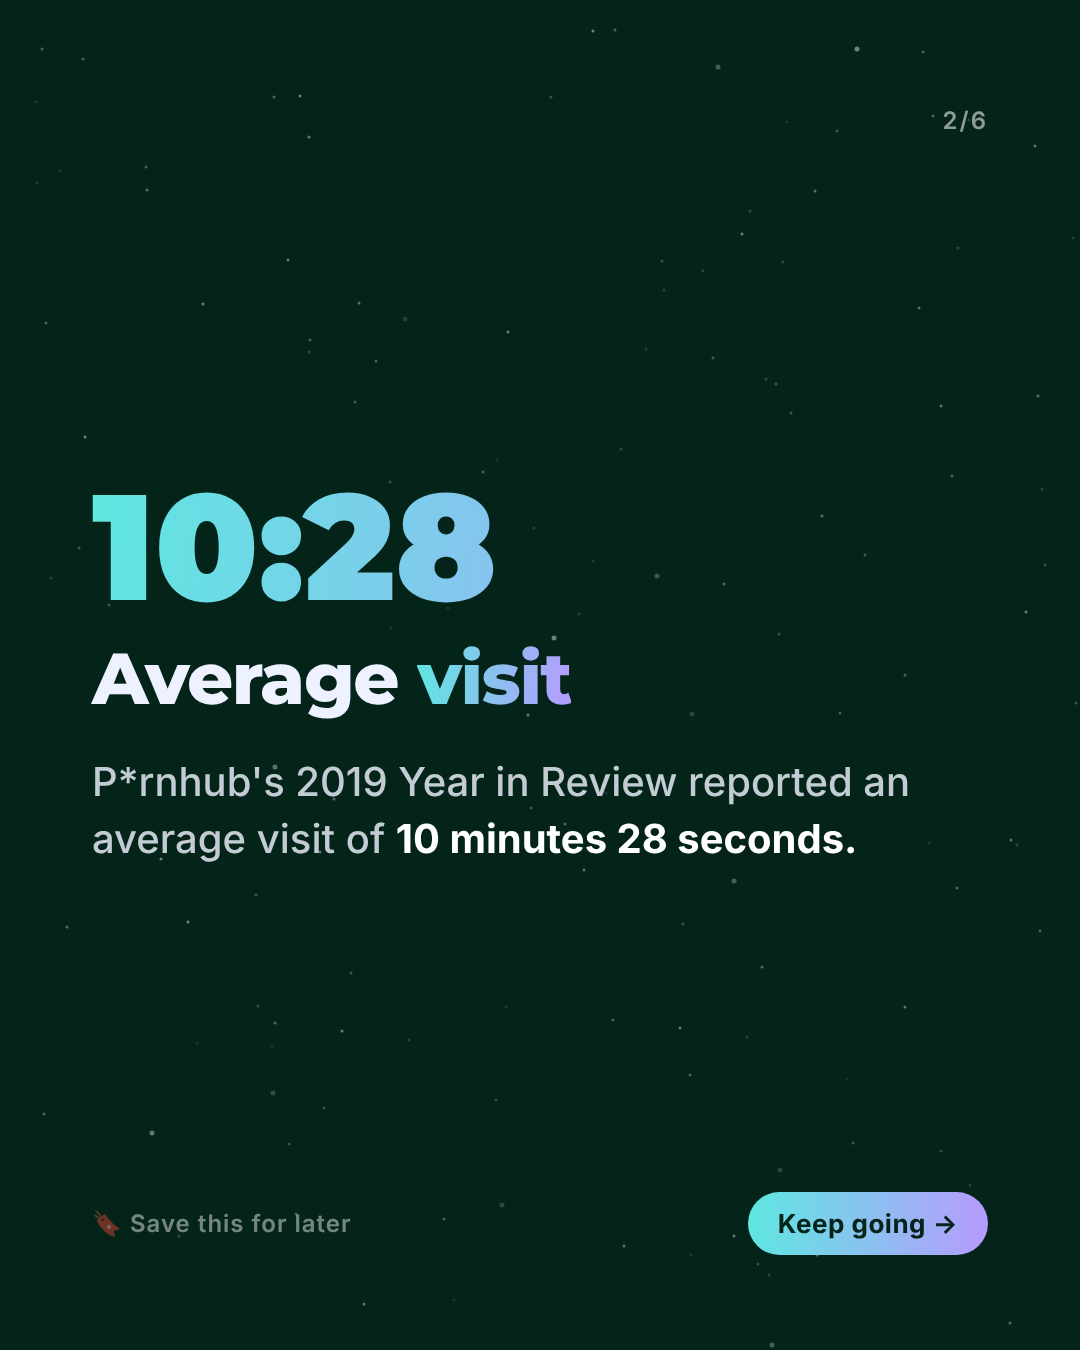 2/6
10:28
Average visit
P*rnhub's 2019 Year in Review reported an
average visit of 10 minutes 28 seconds.
🔖 Save this for later
Keep going →